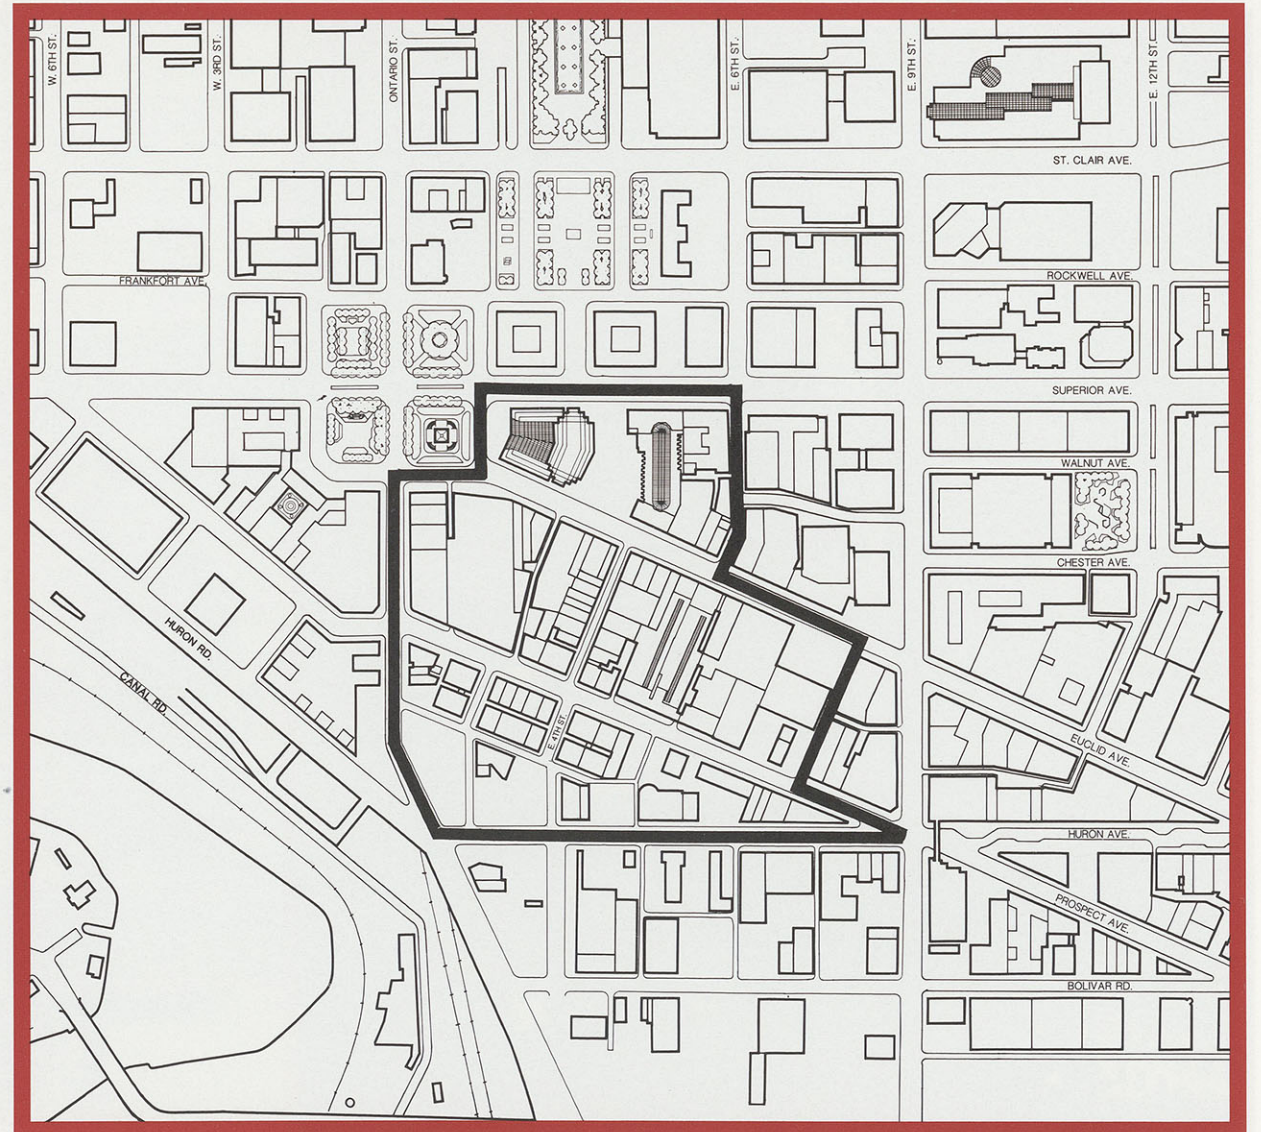 W. 6TH ST.
W. 3RD ST.
ONTARIO ST.
E. 6TH ST.
E. 9TH ST.
E. 12TH ST.
ST. CLAIR AVE.
FRANKFORT AVE.
ROCKWELL AVE.
SUPERIOR AVE.
WALNUT AVE.
CHESTER AVE.
HURON RD.
CANAL RD.
E. 4TH ST.
EUCLID AVE.
HURON AVE.
PROSPECT AVE.
BOLIVAR RD.